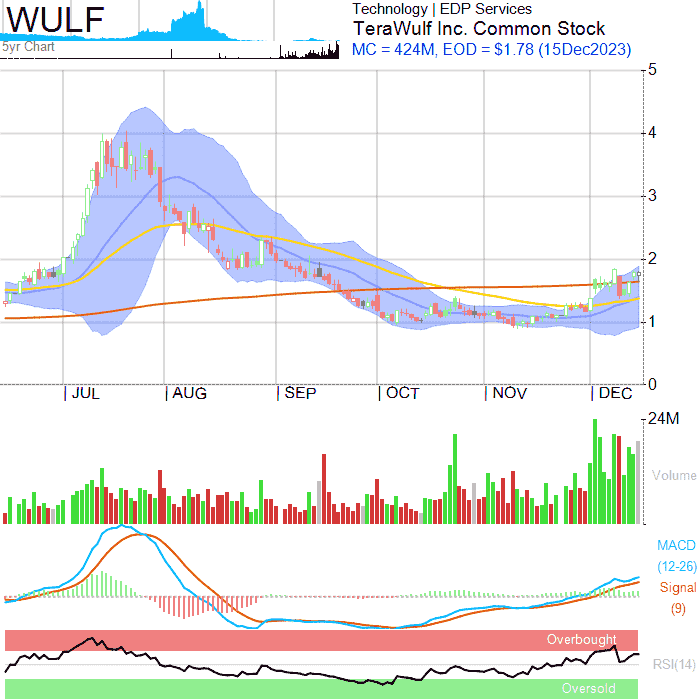 WULF
5yr Chart
Technology | EDP Services
TeraWulf Inc. Common Stock
MC = 424M, EOD = $1.78 (15Dec2023)
5
4
3
2
1
0
JUL
AUG
SEP
OCT
NOV
DEC
24M
Volume
MACD
(12-26)
Signal
(9)
Overbought
RSI(14)
Oversold